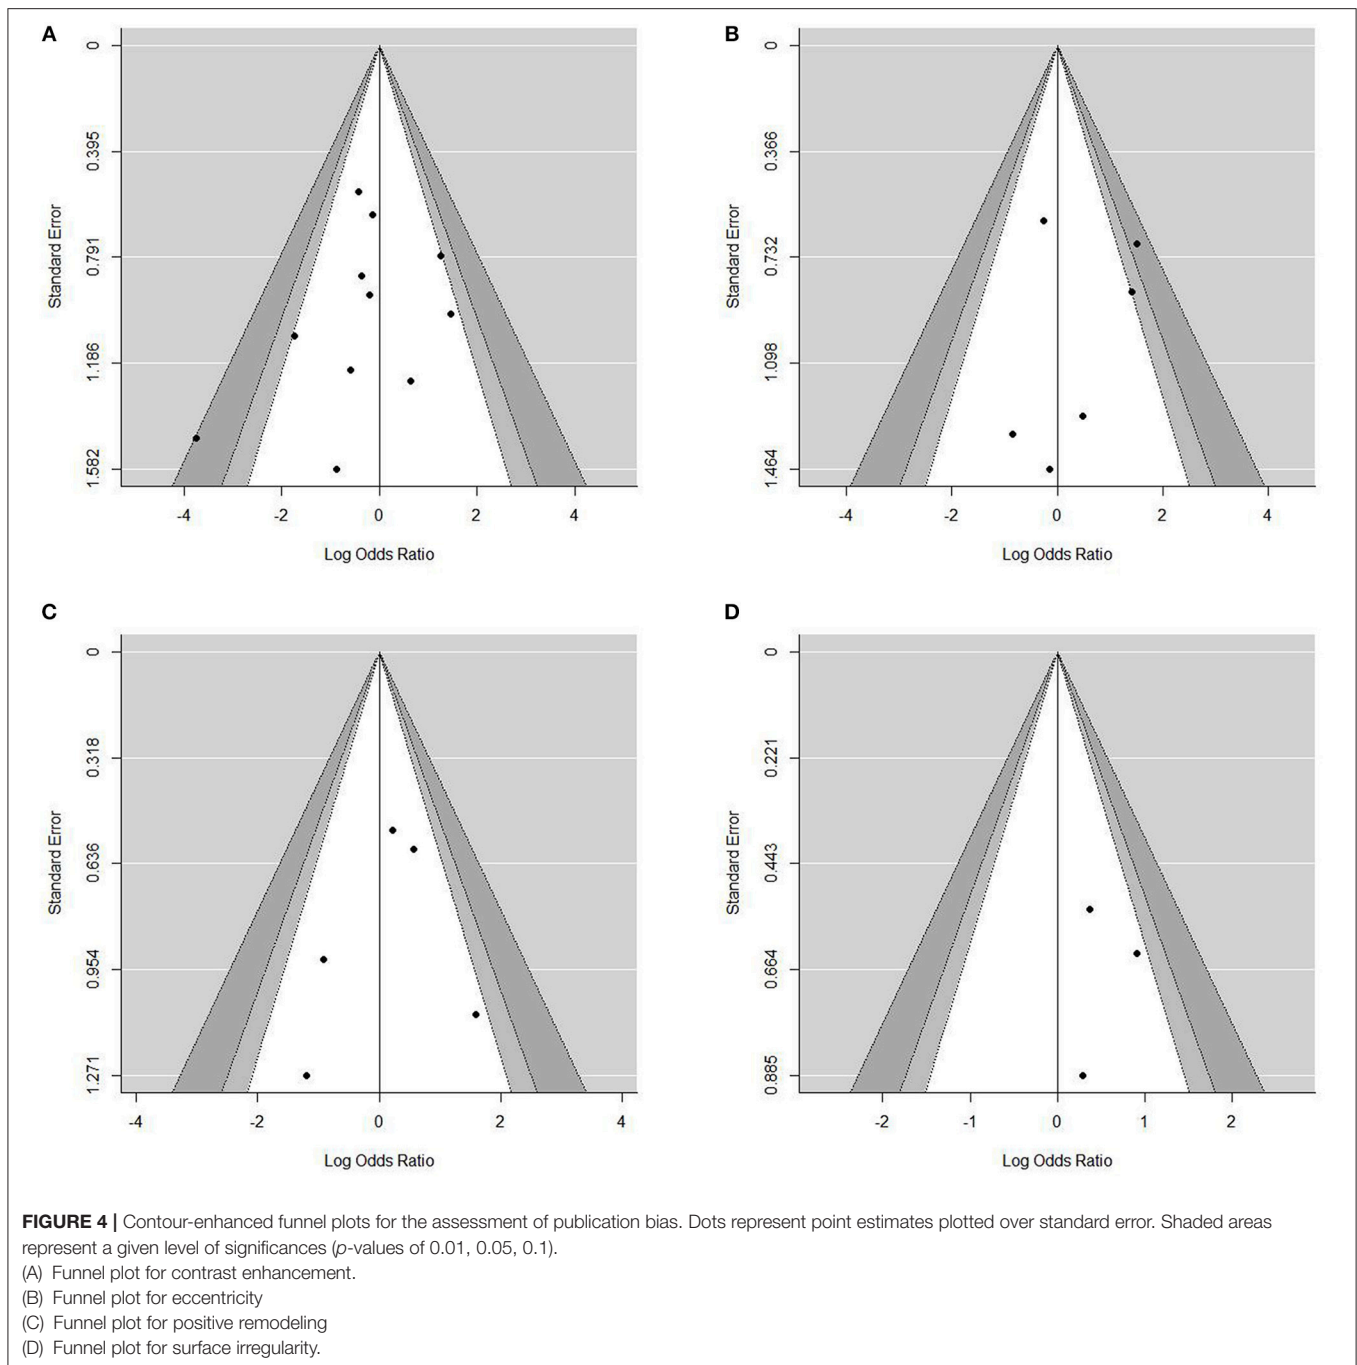 A
0
0.395
0.791
1.186
1.582
Standard Error
-4 -2 0 2 4
Log Odds Ratio
B
0
0.366
0.732
1.098
1.464
Standard Error
-4 -2 0 2 4
Log Odds Ratio
C
0
0.318
0.636
0.954
1.271
Standard Error
-4 -2 0 2 4
Log Odds Ratio
D
0
0.221
0.443
0.664
0.885
Standard Error
-2 -1 0 1 2
Log Odds Ratio
FIGURE 4 | Contour-enhanced funnel plots for the assessment of publication bias. Dots represent point estimates plotted over standard error. Shaded areas
represent a given level of significances (p-values of 0.01, 0.05, 0.1).
(A) Funnel plot for contrast enhancement.
(B) Funnel plot for eccentricity
(C) Funnel plot for positive remodeling
(D) Funnel plot for surface irregularity.